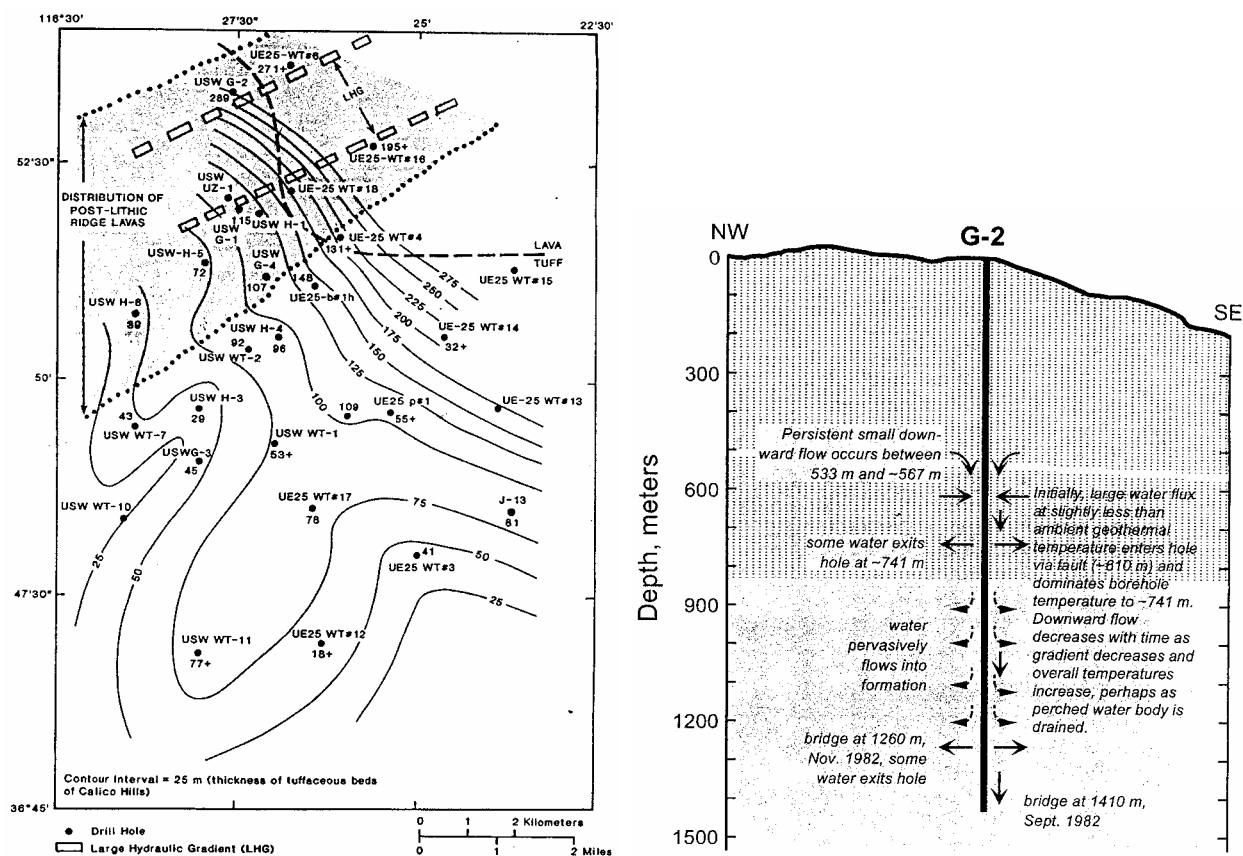 116°30'
27'30"
25'
22'30'
UE25-WT#6
271+
USW G-2
289
LHG
195+
UE25-WT#16
52'30"
USW
UZ-1
UE-25 WT#18
DISTRIBUTION OF
POST-LITHIC
RIDGE LAVAS
115
USW H-1
USW
G-1
UE-25 WT#4
131+
LAVA
TUFF
USW-H-5
72
USW
G-4
107
148
UE25-b#1h
UE25 WT#15
275
250
225
200
175
150
125
100
USW H-6
39
USW H-4
92
96
USW WT-2
UE-25 WT#14
32+
50'
USW H-3
29
43
USW WT-7
109
UE25 p#1
55+
UE-25 WT#13
USW WT-1
53+
USWG-3
45
USW WT-10
UE25 WT#17
78
75
J-13
81
41
UE25 WT#3
50
25
25
50
47'30"
USW WT-11
77+
UE25 WT#12
18+
Contour Interval = 25 m (thickness of tuffaceous beds
of Calico Hills)
36°45'
Drill Hole
Large Hydraulic Gradient (LHG)
0 1 2 Kilometers
0 1 2 Miles
NW
G-2
SE
Depth, meters
0
300
600
900
1200
1500
Persistent small down-
ward flow occurs between
533 m and ~567 m
some water exits
hole at ~741 m
water
pervasively
flows into
formation
bridge at 1260 m,
Nov. 1982, some
water exits hole
Initially, large water flux
at slightly less than
ambient geothermal
temperature enters hole
via fault (~610 m) and
dominates borehole
temperature to ~741 m.
Downward flow
decreases with time as
gradient decreases and
overall temperatures
increase, perhaps as
perched water body is
drained.
bridge at 1410 m,
Sept. 1982